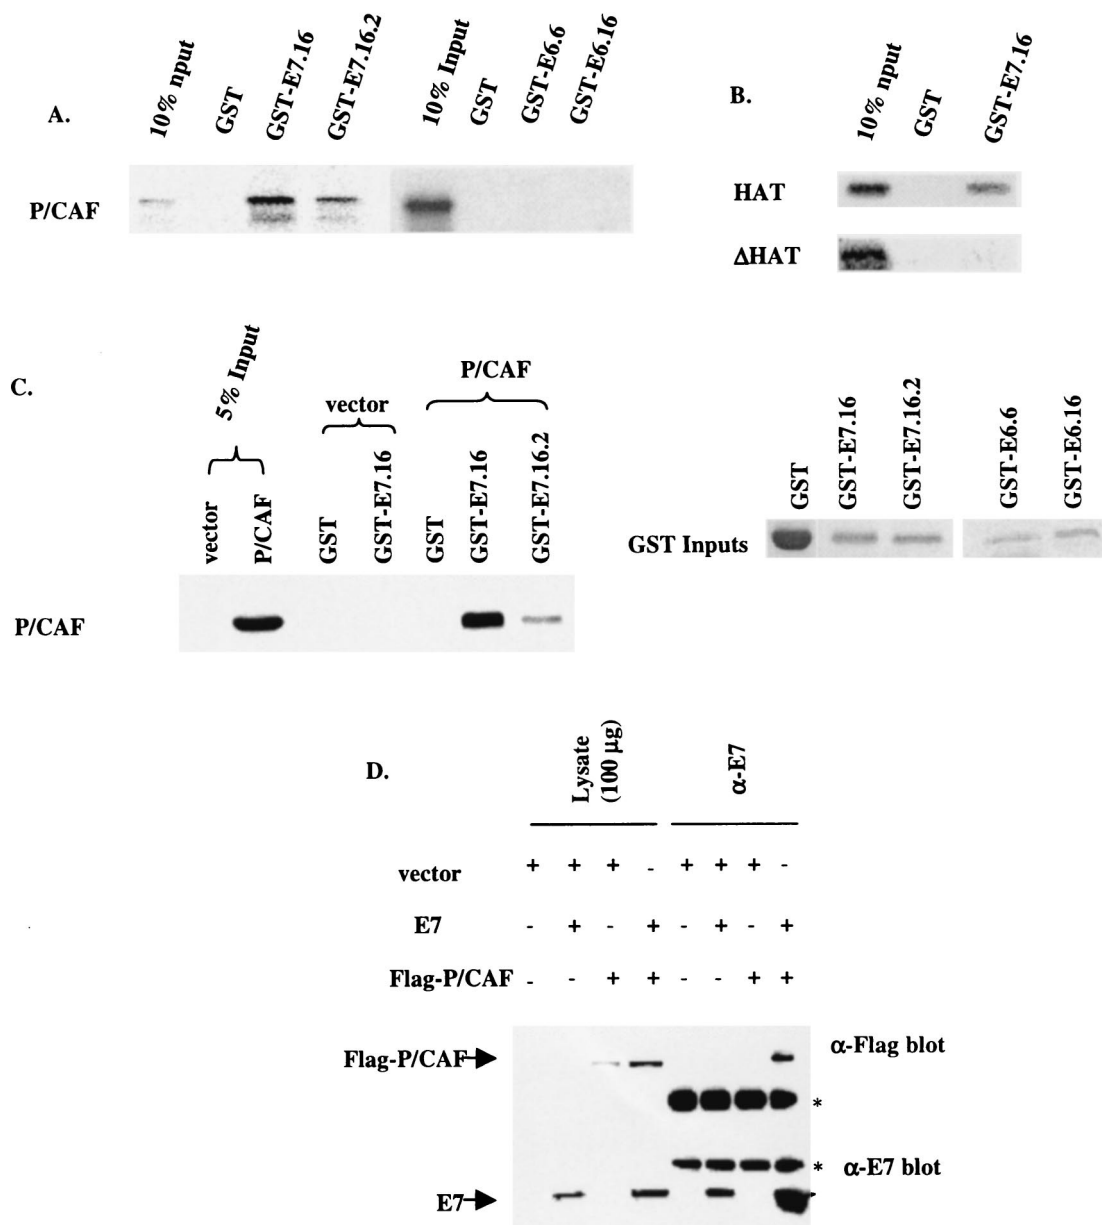 A.
10% nput
GST
GST-E7.16
GST-E7.16.2
10% Input
GST
GST-E6.6
GST-E6.16
P/CAF
B.
10% nput
GST
GST-E7.16
HAT
ΔHAT
C.
5% Input
vector
P/CAF
vector
P/CAF
GST
GST-E7.16
GST
GST-E7.16
GST-E7.16.2
P/CAF
GST
GST-E7.16
GST-E7.16.2
GST-E6.6
GST-E6.16
GST Inputs
D.
Lysate
(100 μg)
α-E7
vector + + + - + + + -
E7 - + - + - + - +
Flag-P/CAF - - + + - - + +
Flag-P/CAF
α-Flag blot
*
* α-E7 blot
E7